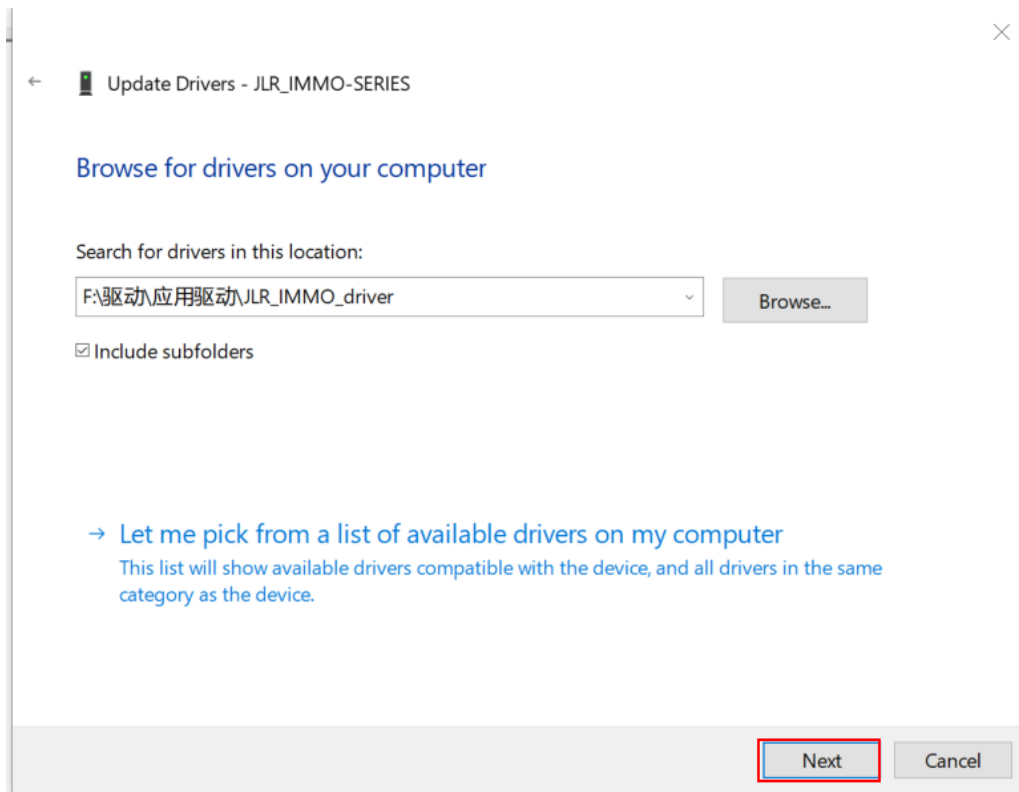 Update Drivers - JLR_IMMO-SERIES
Browse for drivers on your computer
Search for drivers in this location:
F:\驱动\应用驱动\JLR_IMMO_driver
Browse...
Include subfolders
Let me pick from a list of available drivers on my computer
This list will show available drivers compatible with the device, and all drivers in the same
category as the device.
Next
Cancel